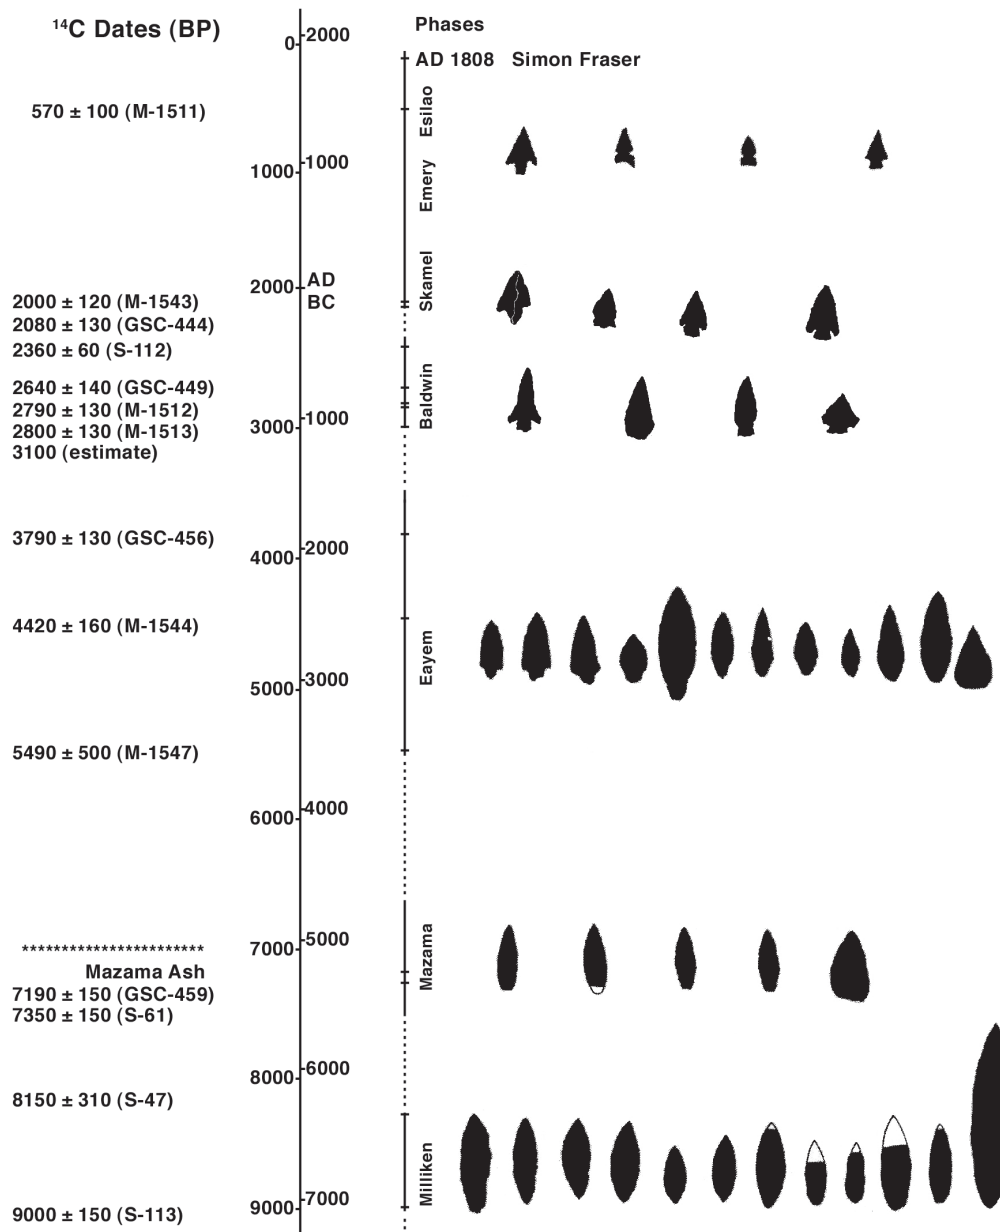 14C Dates (BP)
Phases
0
2000
AD 1808 Simon Fraser
Esilao
570 ± 100 (M-1511)
1000
1000
Emery
Skamel
2000
AD
BC
2000 ± 120 (M-1543)
2080 ± 130 (GSC-444)
2360 ± 60 (S-112)
Baldwin
2640 ± 140 (GSC-449)
2790 ± 130 (M-1512)
2800 ± 130 (M-1513)
3100 (estimate)
3000
1000
3790 ± 130 (GSC-456)
4000
2000
4420 ± 160 (M-1544)
Eayem
5000
3000
5490 ± 500 (M-1547)
6000
4000
***********************
Mazama Ash
7000
5000
Mazama
7190 ± 150 (GSC-459)
7350 ± 150 (S-61)
8000
6000
8150 ± 310 (S-47)
Milliken
9000
7000
9000 ± 150 (S-113)